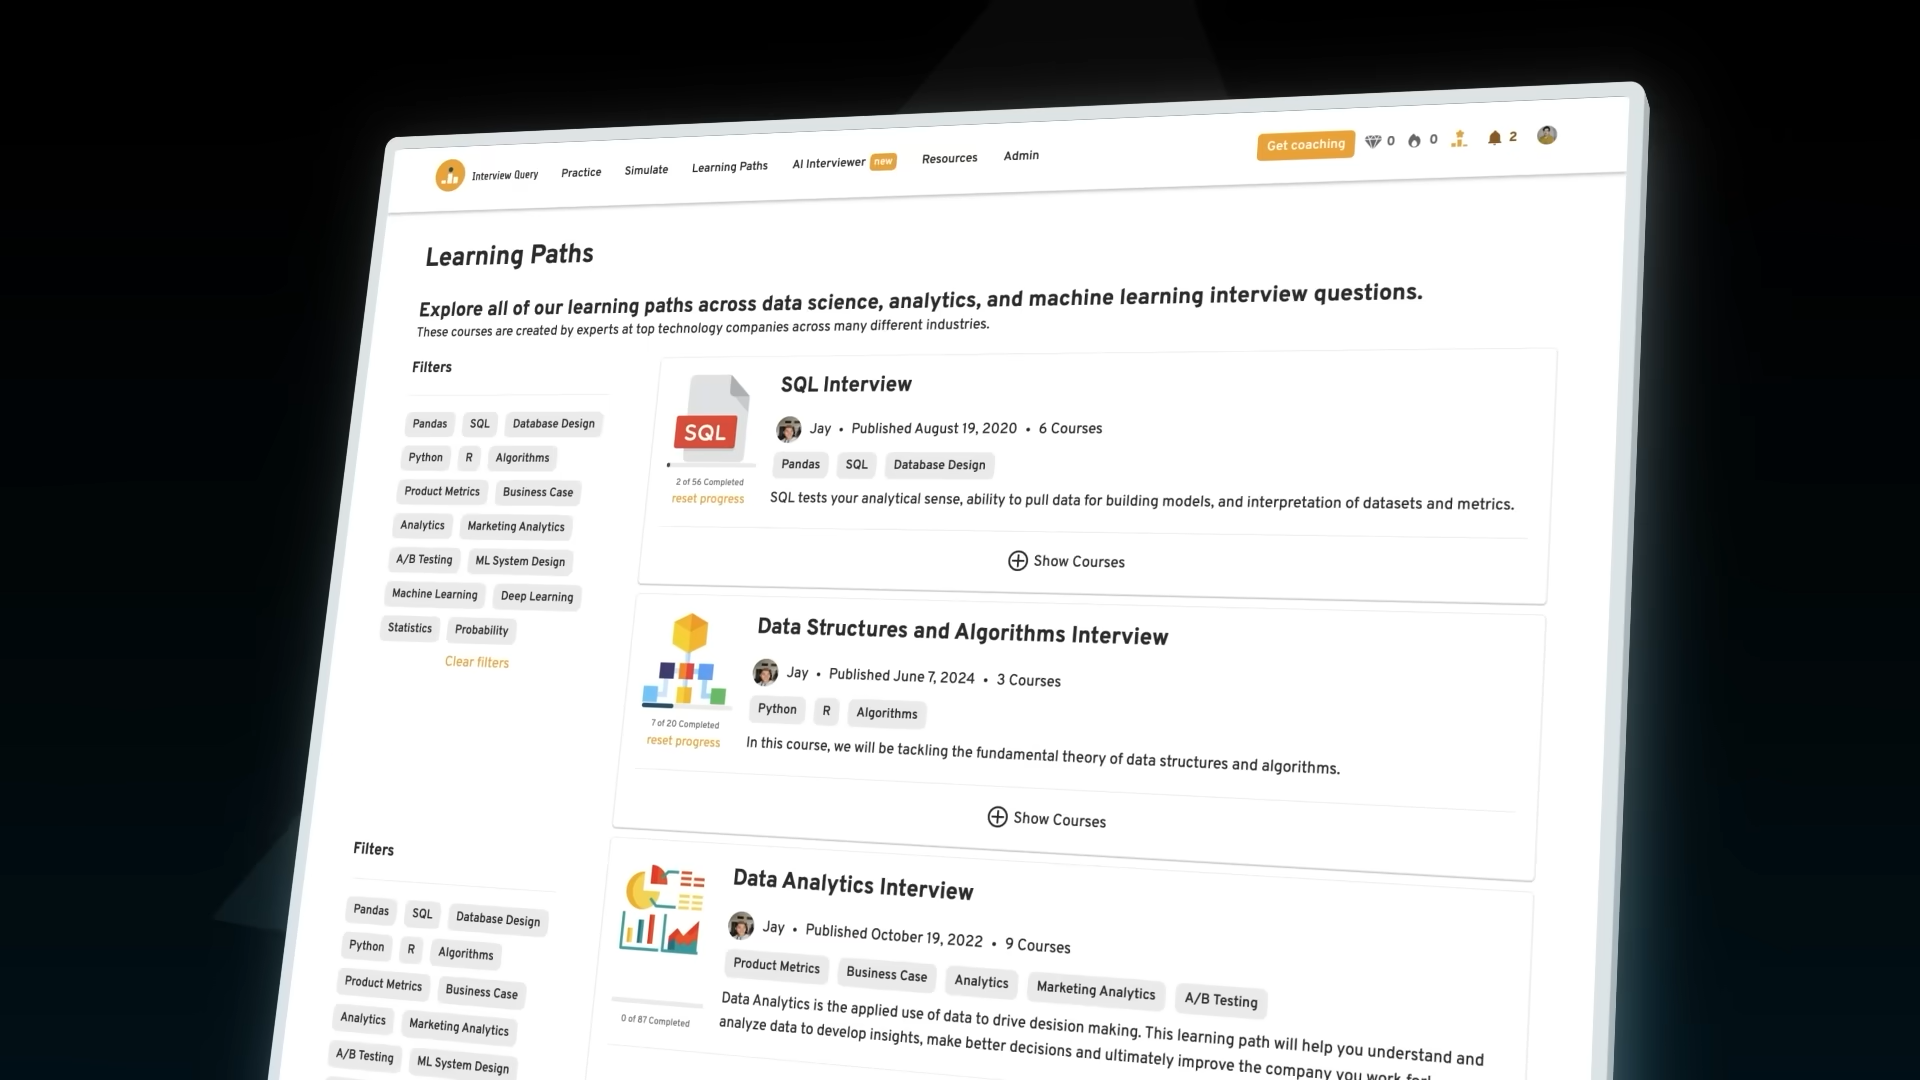 Interview Query Practice Simulate Learning Paths AI Interviewer new Resources Admin Get coaching 0 0 2
Learning Paths
Explore all of our learning paths across data science, analytics, and machine learning interview questions.
These courses are created by experts at top technology companies across many different industries.
Filters
Pandas SQL Database Design
Python R Algorithms
Product Metrics Business Case
Analytics Marketing Analytics
A/B Testing ML System Design
Machine Learning Deep Learning
Statistics Probability
Clear filters
SQL
2 of 56 Completed
reset progress
SQL Interview
Jay • Published August 19, 2020 • 6 Courses
Pandas SQL Database Design
SQL tests your analytical sense, ability to pull data for building models, and interpretation of datasets and metrics.
Show Courses
7 of 20 Completed
reset progress
Data Structures and Algorithms Interview
Jay • Published June 7, 2024 • 3 Courses
Python R Algorithms
In this course, we will be tackling the fundamental theory of data structures and algorithms.
Show Courses
Filters
Pandas SQL Database Design
Python R Algorithms
Product Metrics Business Case
Analytics Marketing Analytics
A/B Testing ML System Design
0 of 87 Completed
Data Analytics Interview
Jay • Published October 19, 2022 • 9 Courses
Product Metrics Business Case Analytics Marketing Analytics A/B Testing
Data Analytics is the applied use of data to drive desision making. This learning path will help you understand and
analyze data to develop insights, make better decisions and ultimately improve the company you work for!